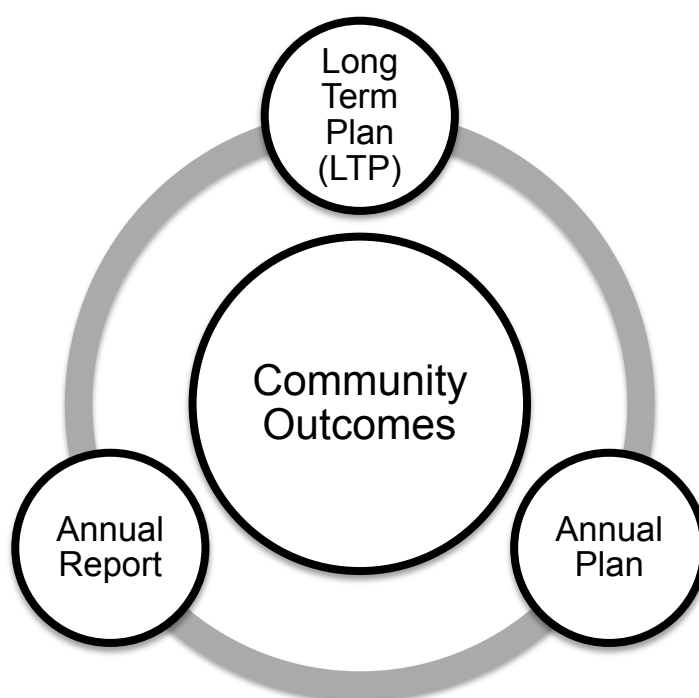 Long
Term
Plan
(LTP)
Community
Outcomes
Annual
Report
Annual
Plan